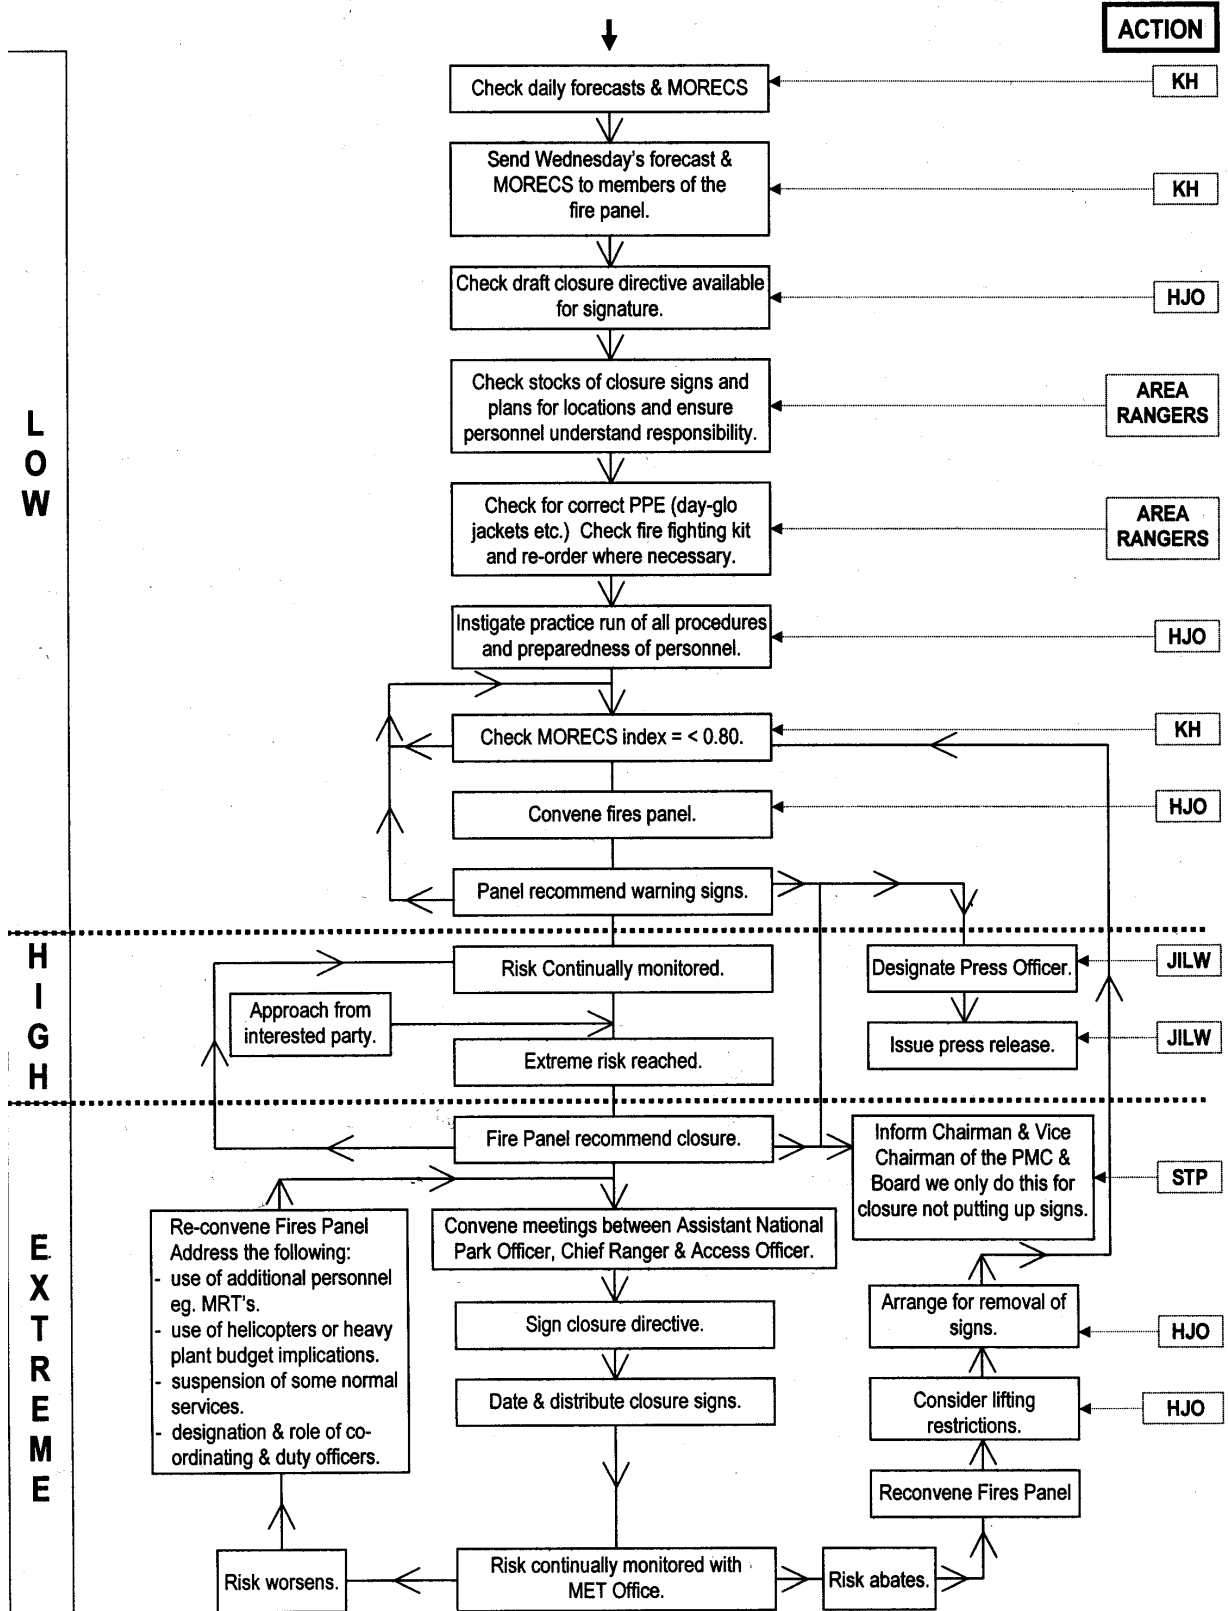 ACTION
Check daily forecasts & MORECS
KH
Send Wednesday's forecast &
MORECS to members of the
fire panel.
KH
Check draft closure directive available
for signature.
HJO
Check stocks of closure signs and
plans for locations and ensure
personnel understand responsibility.
AREA
RANGERS
LOW
Check for correct PPE (day-glo
jackets etc.) Check fire fighting kit
and re-order where necessary.
AREA
RANGERS
Instigate practice run of all procedures
and preparedness of personnel.
HJO
Check MORECS index = < 0.80.
KH
Convene fires panel.
HJO
Panel recommend warning signs.
HIGH
Risk Continually monitored.
Designate Press Officer.
JILW
Approach from
interested party.
Issue press release.
JILW
Extreme risk reached.
EXTREME
Fire Panel recommend closure.
Inform Chairman & Vice
Chairman of the PMC &
Board we only do this for
closure not putting up signs.
STP
Re-convene Fires Panel
Address the following:
- use of additional personnel
eg. MRT's.
- use of helicopters or heavy
plant budget implications.
- suspension of some normal
services.
- designation & role of co-
ordinating & duty officers.
Convene meetings between Assistant National
Park Officer, Chief Ranger & Access Officer.
Sign closure directive.
Arrange for removal of
signs.
HJO
Date & distribute closure signs.
Consider lifting
restrictions.
HJO
Reconvene Fires Panel
Risk worsens.
Risk continually monitored with
MET Office.
Risk abates.